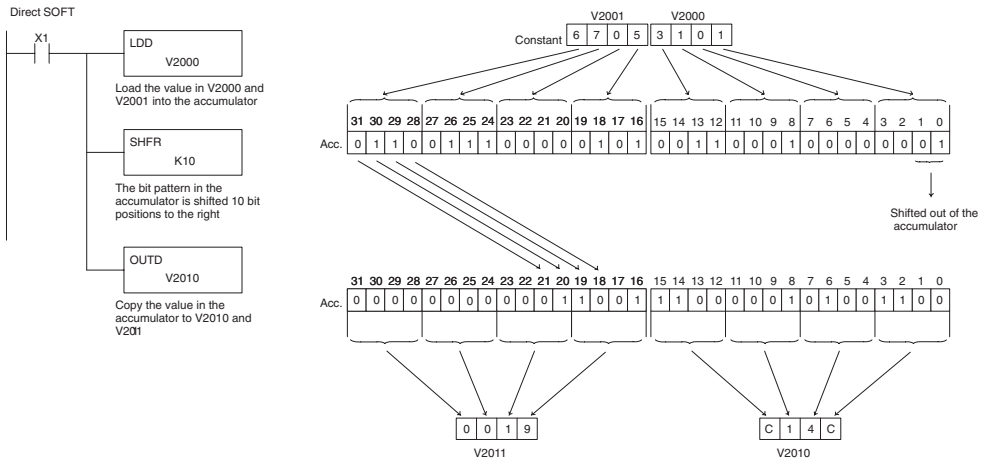 Direct SOFT
X1
LDD
V2000
Load the value in V2000 and
V2001 into the accumulator
SHFR
K10
The bit pattern in the
accumulator is shifted 10 bit
positions to the right
OUTD
V2010
Copy the value in the
accumulator to V2010 and
V2011
V2001 V2000
Constant 6 7 0 5 3 1 0 1
31 30 29 28 27 26 25 24 23 22 21 20 19 18 17 16 15 14 13 12 11 10 9 8 7 6 5 4 3 2 1 0
Acc. 0 1 1 0 0 1 1 1 0 0 0 0 0 1 0 1 0 0 1 1 0 0 0 1 0 0 0 0 0 0 0 1
Shifted out of the
accumulator
31 30 29 28 27 26 25 24 23 22 21 20 19 18 17 16 15 14 13 12 11 10 9 8 7 6 5 4 3 2 1 0
Acc. 0 0 0 0 0 0 0 0 0 0 0 1 1 0 0 1 1 1 0 0 0 0 0 1 0 1 0 0 1 1 0 0
0 0 1 9
V2011
C 1 4 C
V2010